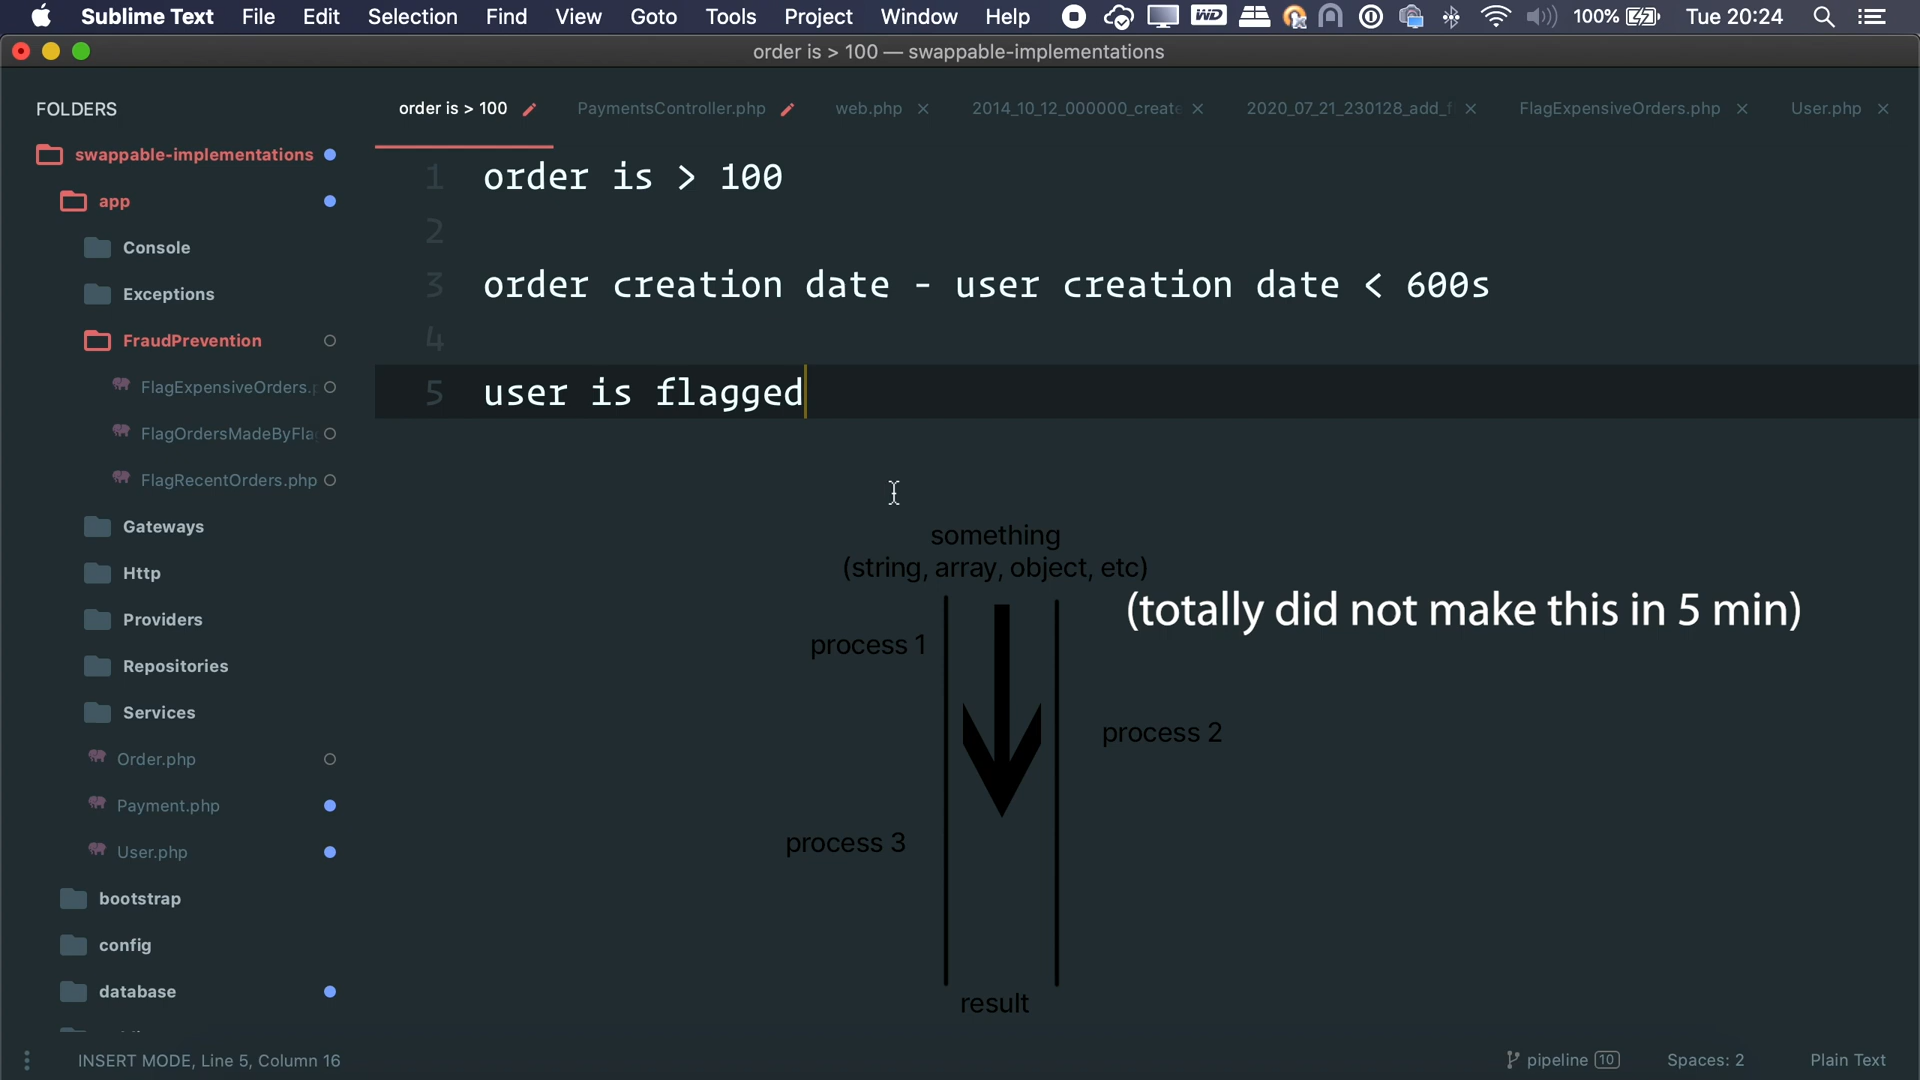 Sublime Text File Edit Selection Find View Goto Tools Project Window Help WD 100% Tue 20:24
order is > 100 — swappable-implementations
FOLDERS
swappable-implementations
app
Console
Exceptions
FraudPrevention
FlagExpensiveOrders.p
FlagOrdersMadeByFla
FlagRecentOrders.php
Gateways
Http
Providers
Repositories
Services
Order.php
Payment.php
User.php
bootstrap
config
database
order is > 100 PaymentsController.php web.php 2014_10_12_000000_create 2020_07_21_230128_add_f FlagExpensiveOrders.php User.php
1 order is > 100
2
3 order creation date - user creation date < 600s
4
5 user is flagged
something
(string, array, object, etc)
(totally did not make this in 5 min)
process 1
process 2
process 3
result
INSERT MODE, Line 5, Column 16
pipeline 10 Spaces: 2 Plain Text